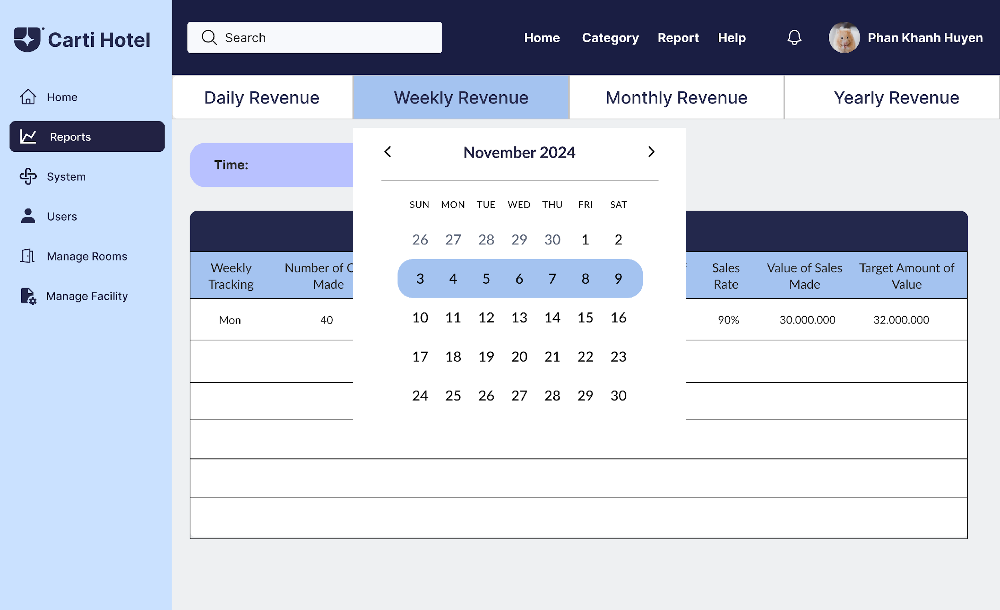 Carti Hotel
Search
Home Category Report Help
Phan Khanh Huyen
Home
Reports
System
Users
Manage Rooms
Manage Facility
Daily Revenue Weekly Revenue Monthly Revenue Yearly Revenue
Time:
November 2024
SUN MON TUE WED THU FRI SAT
26 27 28 29 30 1 2
3 4 5 6 7 8 9
10 11 12 13 14 15 16
17 18 19 20 21 22 23
24 25 26 27 28 29 30
Weekly
Tracking
Number of
Made
Sales
Rate
Value of Sales
Made
Target Amount of
Value
Mon 40 90% 30.000.000 32.000.000